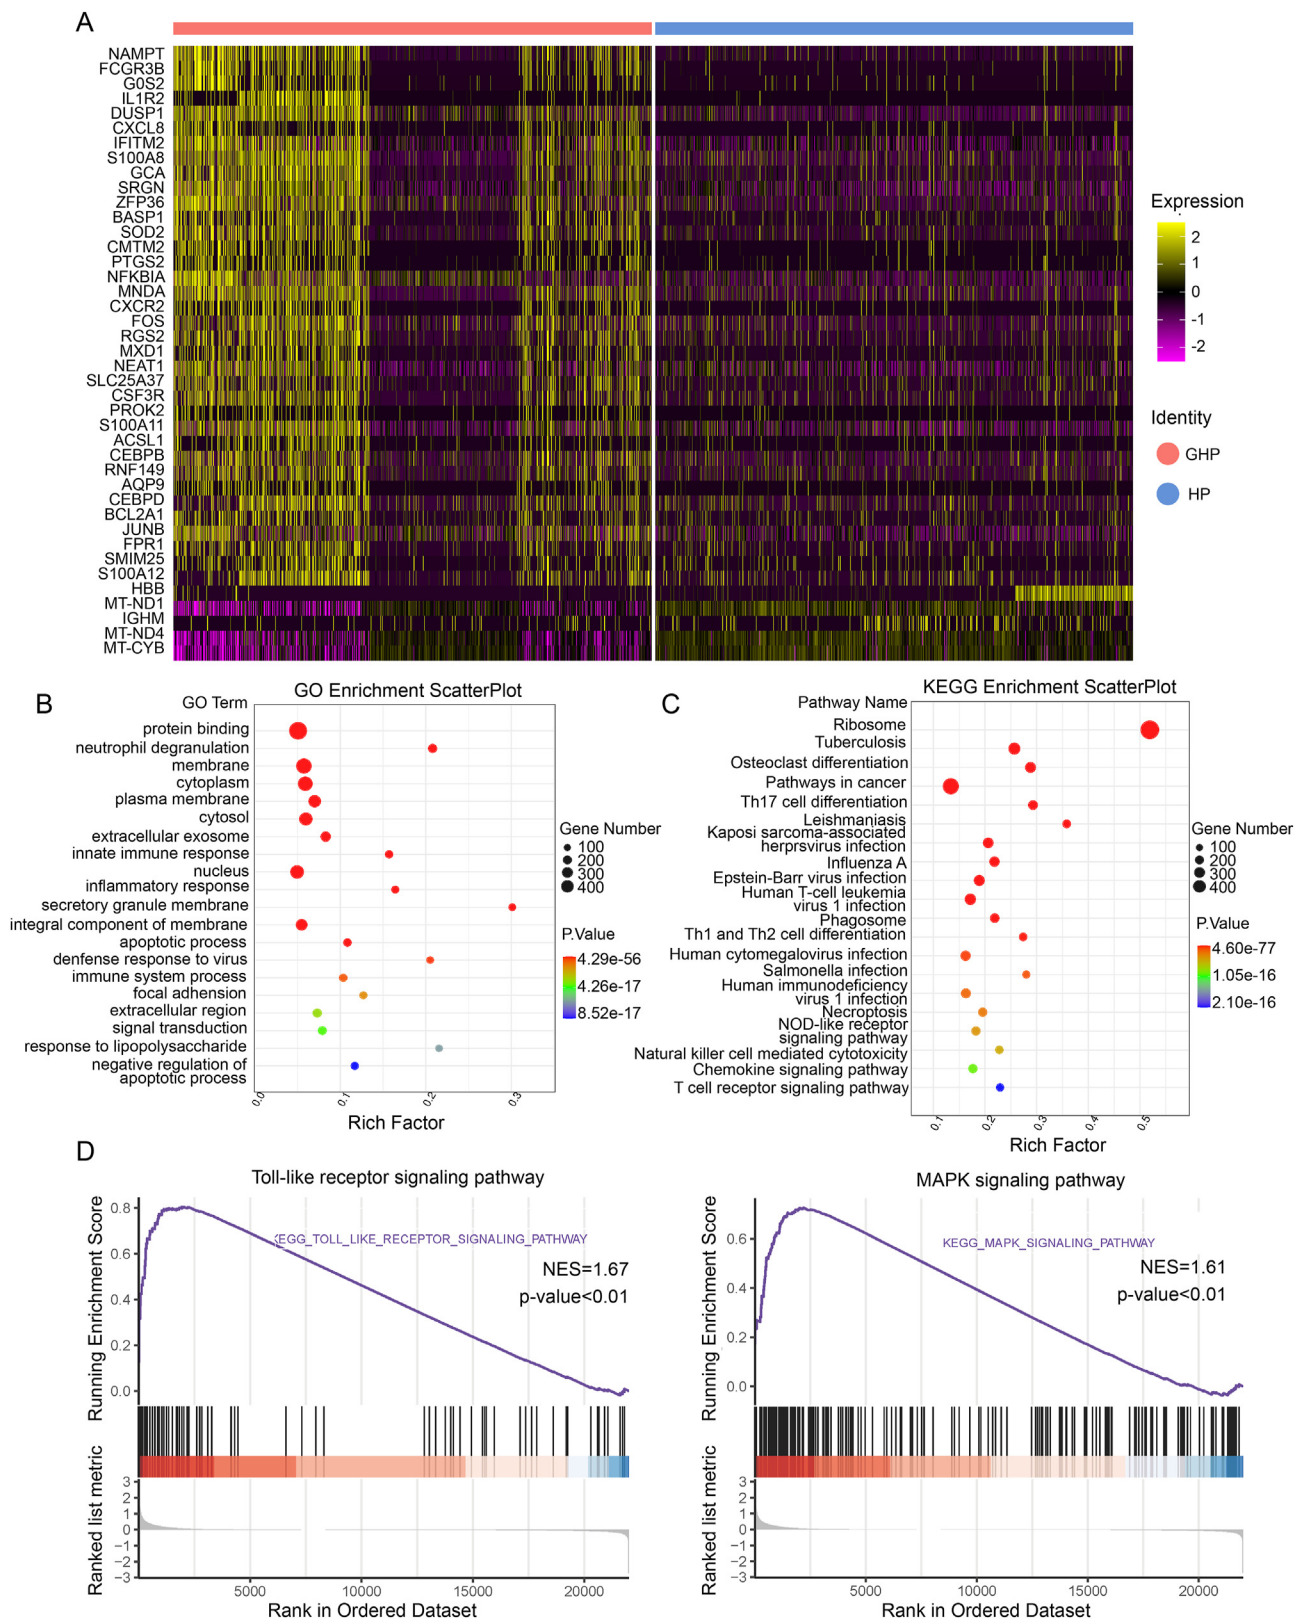 A
NAMPT
FCGR3B
G0S2
IL1R2
DUSP1
CXCL8
IFITM2
S100A8
GCA
SRGN
ZFP36
BASP1
SOD2
CMTM2
PTGS2
NFKBIA
MNDA
CXCR2
FOS
RGS2
MXD1
NEAT1
SLC25A37
CSF3R
PROK2
S100A11
ACSL1
CEBPB
RNF149
AQP9
CEBPD
BCL2A1
JUNB
FPR1
SMIM25
S100A12
HBB
MT-ND1
IGHM
MT-ND4
MT-CYB
Expression
2
1
0
-1
-2
Identity
GHP
HP
B
GO Enrichment ScatterPlot
GO Term
protein binding
neutrophil degranulation
membrane
cytoplasm
plasma membrane
cytosol
extracellular exosome
innate immune response
nucleus
inflammatory response
secretory granule membrane
integral component of membrane
apoptotic process
denfense response to virus
immune system process
focal adhension
extracellular region
signal transduction
response to lipopolysaccharide
negative regulation of
apoptotic process
0.0
0.1
0.2
0.3
Rich Factor
Gene Number
100
200
300
400
P.Value
4.29e-56
4.26e-17
8.52e-17
C
KEGG Enrichment ScatterPlot
Pathway Name
Ribosome
Tuberculosis
Osteoclast differentiation
Pathways in cancer
Th17 cell differentiation
Leishmaniasis
Kaposi sarcoma-associated
herprsvirus infection
Influenza A
Epstein-Barr virus infection
Human T-cell leukemia
virus 1 infection
Phagosome
Th1 and Th2 cell differentiation
Human cytomegalovirus infection
Salmonella infection
Human immunodeficiency
virus 1 infection
Necroptosis
NOD-like receptor
signaling pathway
Natural killer cell mediated cytotoxicity
Chemokine signaling pathway
T cell receptor signaling pathway
0.1
0.2
0.3
0.4
0.5
Rich Factor
Gene Number
100
200
300
400
P.Value
4.60e-77
1.05e-16
2.10e-16
D
Toll-like receptor signaling pathway
Running Enrichment Score
0.8
0.6
0.4
0.2
0.0
KEGG_TOLL_LIKE_RECEPTOR_SIGNALING_PATHWAY
NES=1.67
p-value<0.01
Ranked list metric
3
2
1
0
−1
−2
−3
5000
10000
15000
20000
Rank in Ordered Dataset
MAPK signaling pathway
Running Enrichment Score
0.6
0.4
0.2
0.0
KEGG_MAPK_SIGNALING_PATHWAY
NES=1.61
p-value<0.01
Ranked list metric
3
2
1
0
−1
−2
−3
5000
10000
15000
20000
Rank in Ordered Dataset